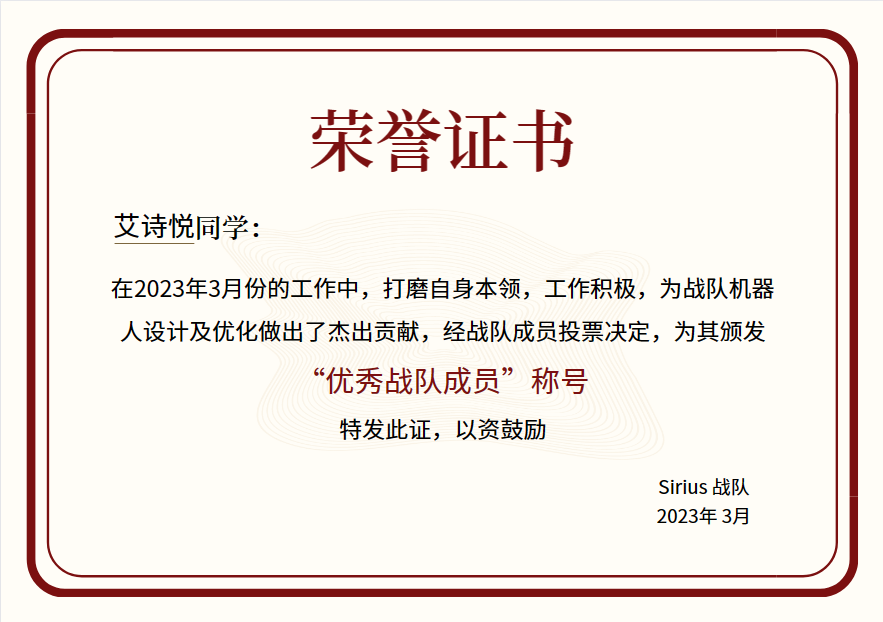 荣誉证书
艾诗悦同学：
在2023年3月份的工作中，打磨自身本领，工作积极，为战队机器
人设计及优化做出了杰出贡献，经战队成员投票决定，为其颁发
“优秀战队成员”称号
特发此证，以资鼓励
Sirius 战队
2023年 3月